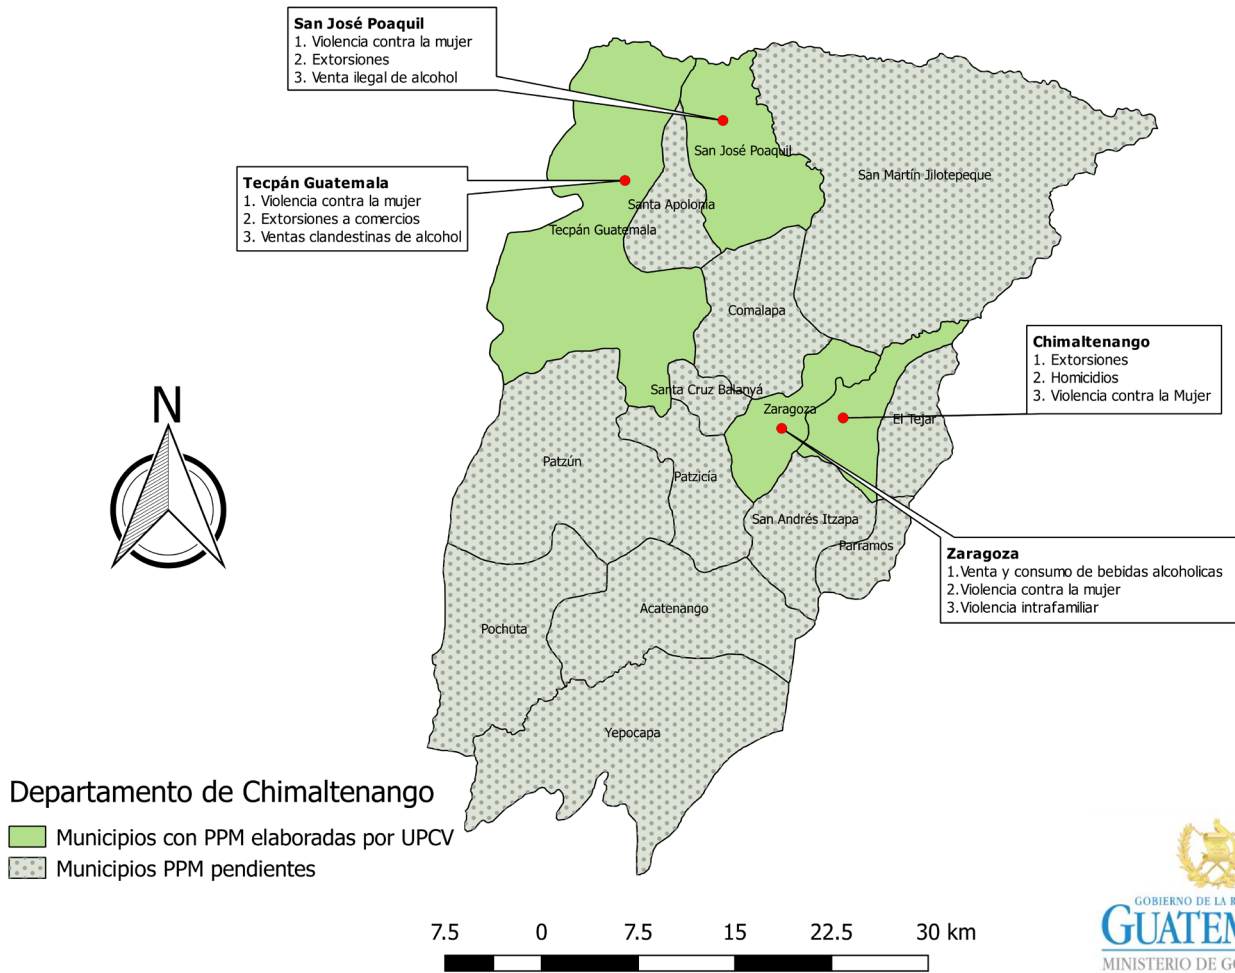 San José Poaquil
1. Violencia contra la mujer
2. Extorsiones
3. Venta ilegal de alcohol
Tecpán Guatemala
1. Violencia contra la mujer
2. Extorsiones a comercios
3. Ventas clandestinas de alcohol
San José Poaquil
San Martín Jilotepeque
Santa Apolonia
Tecpán Guatemala
Comalapa
Chimaltenango
1. Extorsiones
2. Homicidios
3. Violencia contra la Mujer
Santa Cruz Balanyá
Zaragoza
El Tejar
N
Patzún
Patzicía
San Andrés Itzapa
Parramos
Zaragoza
1.Venta y consumo de bebidas alcoholicas
2.Violencia contra la mujer
3.Violencia intrafamiliar
Acatenango
Pochuta
Yepocapa
Departamento de Chimaltenango
Municipios con PPM elaboradas por UPCV
Municipios PPM pendientes
7.5 0 7.5 15 22.5 30 km
GOBIERNO DE LA
MINISTERIO DE